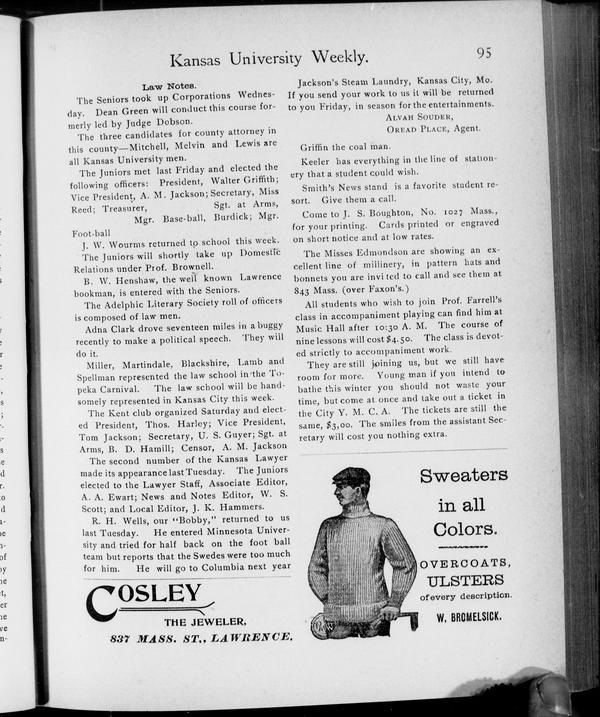 Kansas University Weekly. 95
Law Notes.
The Seniors took up Corporations Wednes-
day. Dean Green will conduct this course for-
merly led by Judge Dobson.
The three candidates for county attorney in
this county—Mitchell, Melvin and Lewis are
all Kansas University men.
The Juniors met last Friday and elected the
following officers: President, Walter Griffith;
Vice President, A. M. Jackson; Secretary, Miss
Reed; Treasurer, Sgt. at Arms,
Mgr. Base-ball, Burdick; Mgr.
Foot-ball
J. W. Wourms returned to school this week.
The Juniors will shortly take up Domestic
Relations under Prof. Brownell.
B. W. Henshaw, the well known Lawrence
bookman, is entered with the Seniors.
The Adelphic Literary Society roll of officers
is composed of law men.
Adna Clark drove seventeen miles in a buggy
recently to make a political speech. They will
do it.
Miller, Martindale, Blackshire, Lamb and
Spellman represented the law school in the To-
peka Carnival. The law school will be hand-
somely represented in Kansas City this week.
The Kent club organized Saturday and elect-
ed President, Thos. Harley; Vice President,
Tom Jackson; Secretary, U. S. Guyer; Sgt. at
Arms, B. D. Hamill; Censor, A. M. Jackson
The second number of the Kansas Lawyer
made its appearance last Tuesday. The Juniors
elected to the Lawyer Staff, Associate Editor,
A. A. Ewart; News and Notes Editor, W. S.
Scott; and Local Editor, J. K. Hammers.
R. H. Wells, our "Bobby," returned to us
last Tuesday. He entered Minnesota Univer-
sity and tried for half back on the foot ball
team but reports that the Swedes were too much
for him. He will go to Columbia next year
COSLEY
THE JEWELER,
837 MASS. ST., LAWRENCE.
Jackson's Steam Laundry, Kansas City, Mo.
If you send your work to us it will be returned
to you Friday, in season for the entertainments.
ALVAH SOUDER,
OREAD PLACE, Agent.
Griffin the coal man.
Keeler has everything in the line of station-
ery that a student could wish.
Smith's News stand is a favorite student re-
sort. Give them a call.
Come to J. S. Boughton, No. 1027 Mass.,
for your printing. Cards printed or engraved
on short notice and at low rates.
The Misses Edmondson are showing an ex-
cellent line of millinery, in pattern hats and
bonnets you are invited to call and see them at
843 Mass. (over Faxon's.)
All students who wish to join Prof. Farrell's
class in accompaniment playing can find him at
Music Hall after 10:30 A. M. The course of
nine lessons will cost $4.50. The class is devot-
ed strictly to accompaniment work.
They are still joining us, but we still have
room for more. Young man if you intend to
bathe this winter you should not waste your
time, but come at once and take out a ticket in
the City Y. M. C. A. The tickets are still the
same, $3,00. The smiles from the assistant Sec-
retary will cost you nothing extra.
Sweaters
in all
Colors.
OVERCOATS,
ULSTERS
of every description.
W. BROMELSICK.